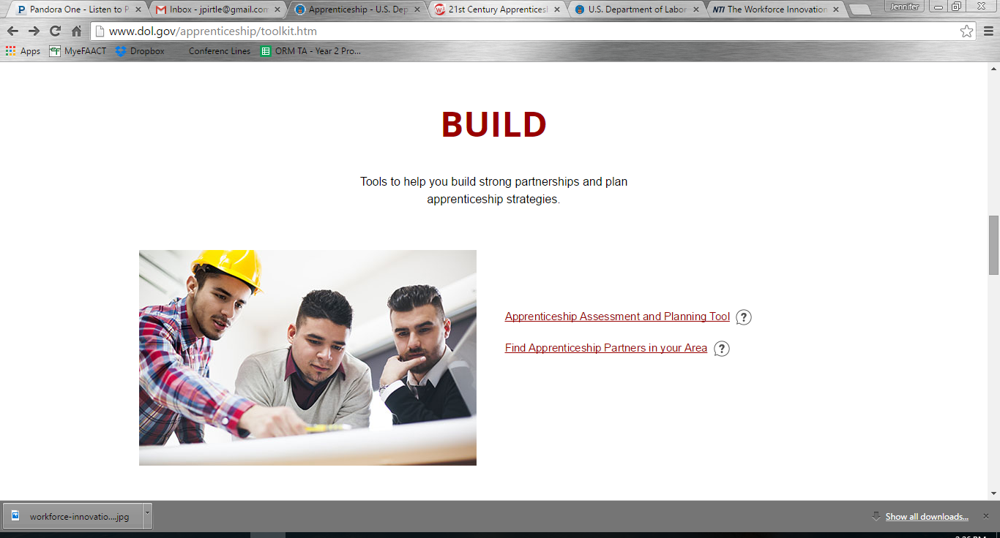 Pandora One - Listen to P
Inbox - jpirtle@gmail.com
Apprenticeship - U.S. Dep
21st Century Apprentices
U.S. Department of Labor
NTI The Workforce Innovation
Jennifer
www.dol.gov/apprenticeship/toolkit.htm
Apps MyeFAACT Dropbox Conferenc Lines ORM TA - Year 2 Pro...
BUILD
Tools to help you build strong partnerships and plan
apprenticeship strategies.
Apprenticeship Assessment and Planning Tool ?
Find Apprenticeship Partners in your Area ?
workforce-innovatio....jpg
Show all downloads...